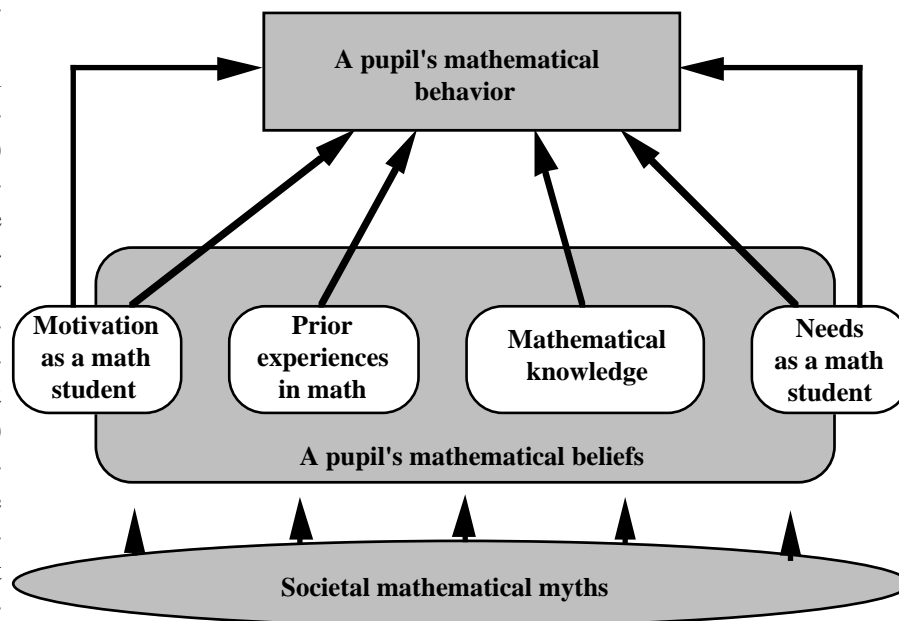 A pupil's mathematical
behavior
Motivation
as a math
student
Prior
experiences
in math
Mathematical
knowledge
Needs
as a math
student
A pupil's mathematical beliefs
Societal mathematical myths